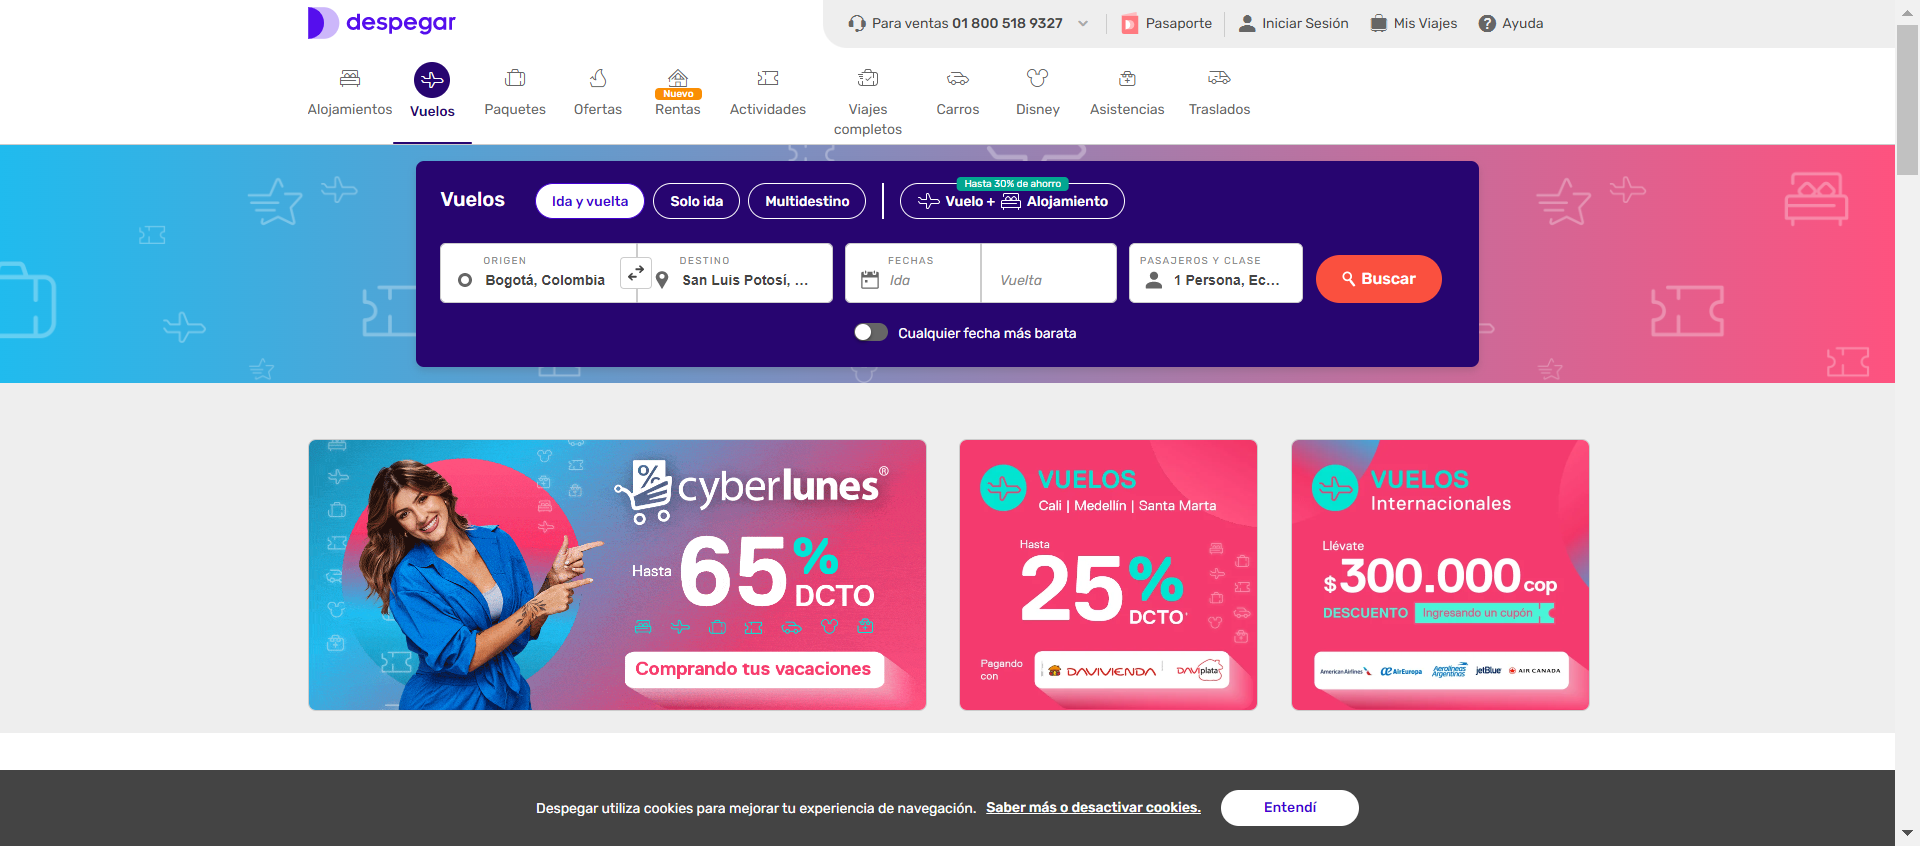 despegar
Para ventas 01 800 518 9327
Pasaporte
Iniciar Sesión
Mis Viajes
Ayuda
Alojamientos
Vuelos
Paquetes
Ofertas
Nuevo
Rentas
Actividades
Viajes
completos
Carros
Disney
Asistencias
Traslados
Vuelos
Ida y vuelta
Solo ida
Multidestino
Hasta 30% de ahorro
Vuelo + Alojamiento
ORIGEN
Bogotá, Colombia
DESTINO
San Luis Potosí, ...
FECHAS
Ida
Vuelta
PASAJEROS Y CLASE
1 Persona, Ec...
Buscar
Cualquier fecha más barata
%
cyberlunes®
Hasta 65% DCTO
Comprando tus vacaciones
VUELOS
Cali | Medellín | Santa Marta
Hasta
25% DCTO*
Pagando
con
DAVIVIENDA
DAVIplata
VUELOS
Internacionales
Llévate
$300.000 cop
DESCUENTO Ingresando un cupón
American Airlines
AirEuropa
Aerolíneas
Argentinas
jetBlue
AIR CANADA
Despegar utiliza cookies para mejorar tu experiencia de navegación. Saber más o desactivar cookies.
Entendí